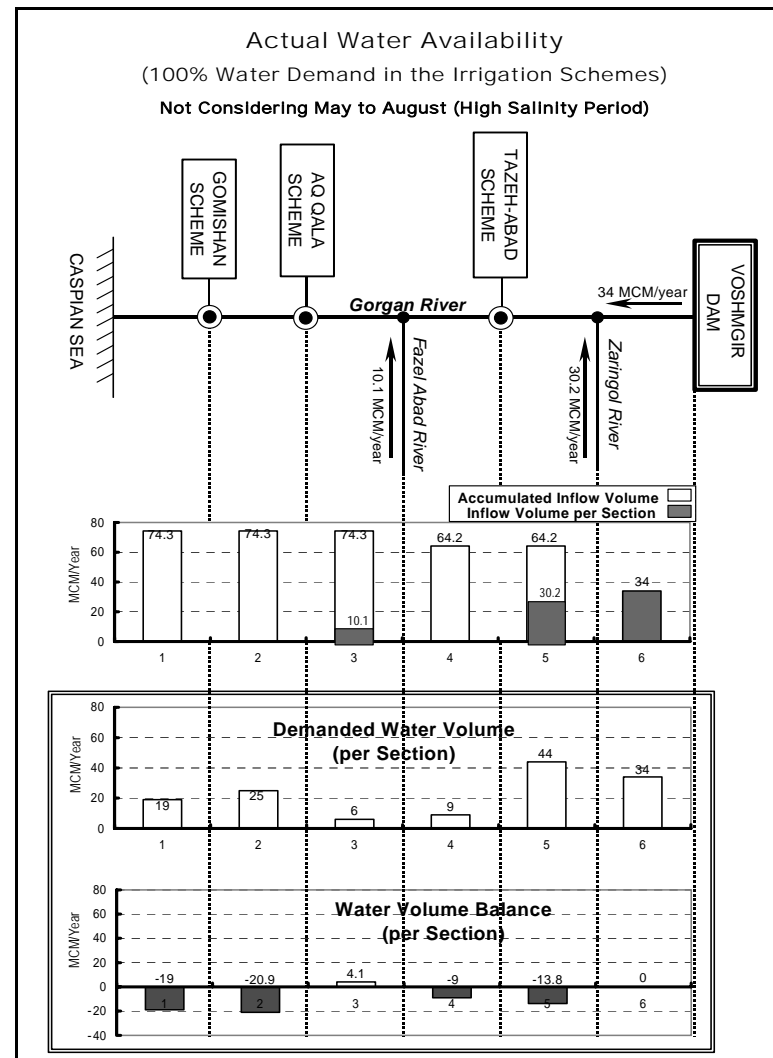 Actual Water Availability
(100% Water Demand in the Irrigation Schemes)
Not Considering May to August (High Salinity Period)
CASPIAN SEA
GOMISHAN
SCHEME
AQ QALA
SCHEME
TAZEH-ABAD
SCHEME
VOSHMGIR
DAM
Gorgan River
34 MCM/year
10.1 MCM/year
Fazel Abad River
30.2 MCM/year
Zaringol River
Accumulated Inflow Volume
Inflow Volume per Section
MCM/Year
80
60
40
20
0
74.3
74.3
74.3
64.2
64.2
34
10.1
30.2
1
2
3
4
5
6
Demanded Water Volume
(per Section)
MCM/Year
80
60
40
20
0
19
25
6
9
44
34
1
2
3
4
5
6
Water Volume Balance
(per Section)
MCM/Year
80
60
40
20
0
-20
-40
-19
-20.9
4.1
-9
-13.8
0
1
2
3
4
5
6